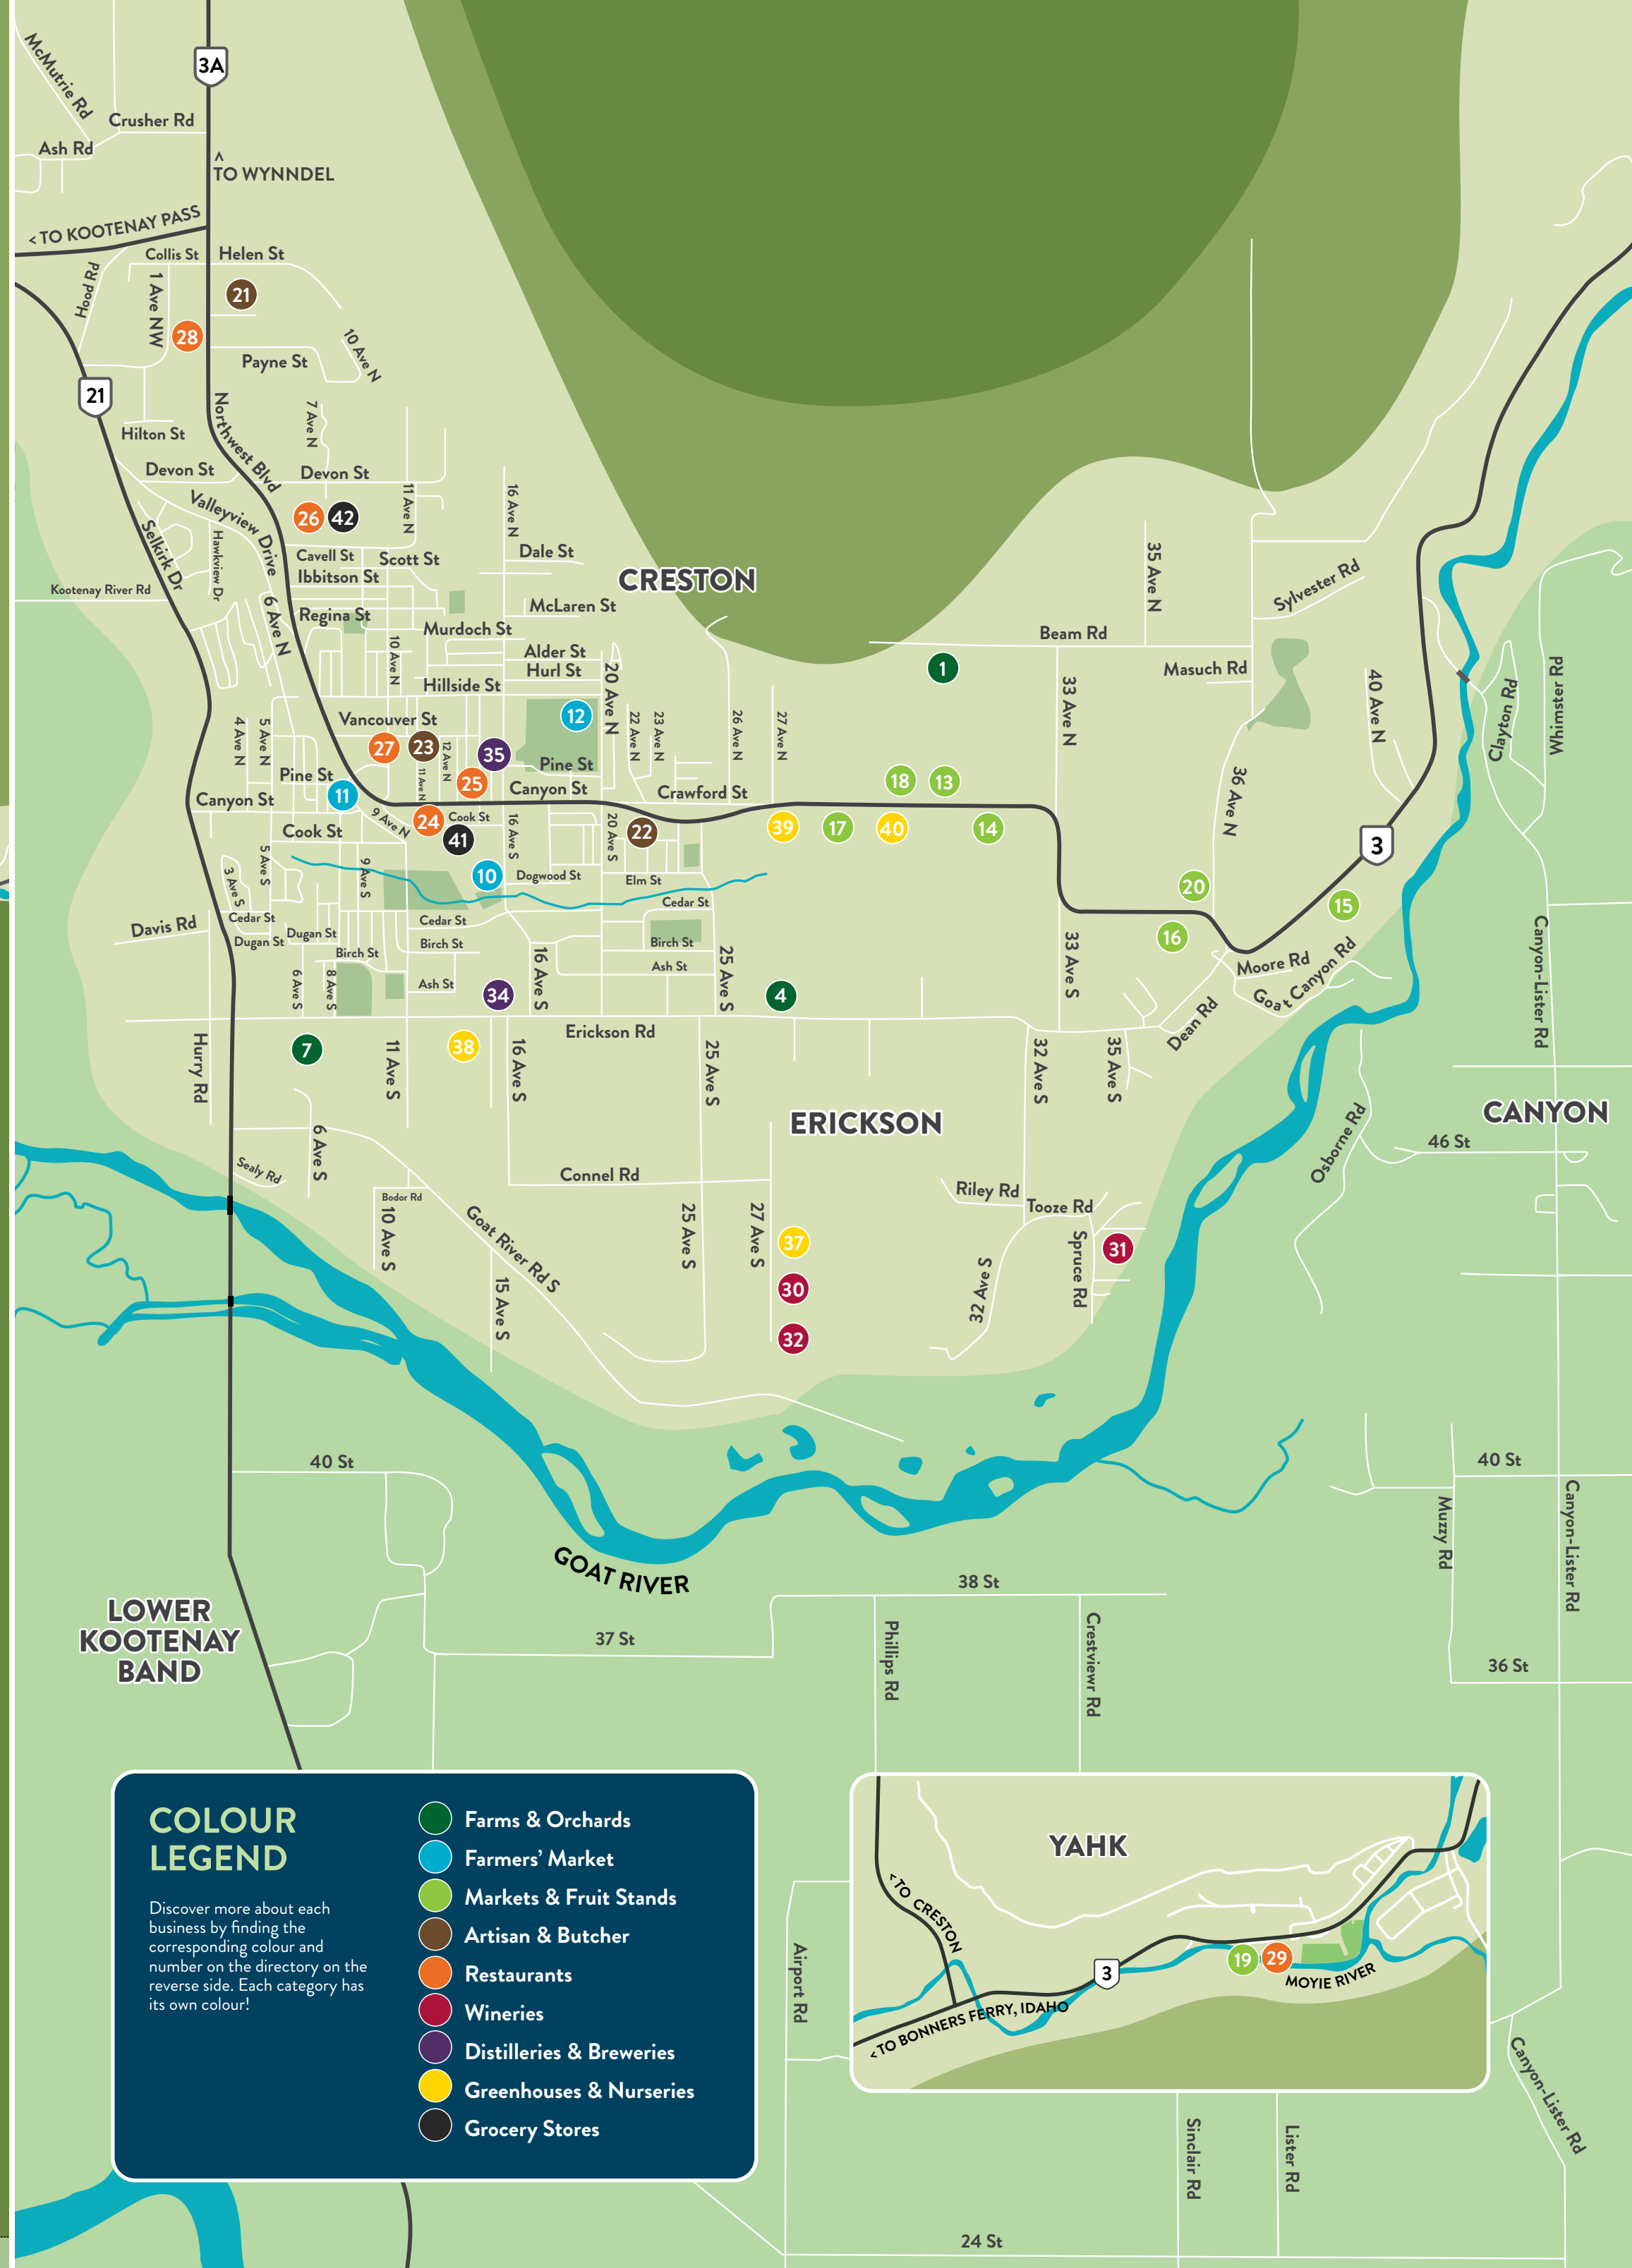 McMutrie Rd
3A
Crusher Rd
Ash Rd
^
TO WYNNDEL
< TO KOOTENAY PASS
Collis St
Helen St
Hood Rd
1 Ave NW
21
28
10 Ave N
Payne St
21
Northwest Blvd
7 Ave N
Hilton St
Devon St
Devon St
Valleyview Drive
26
42
11 Ave N
16 Ave N
Selkirk Dr
Hawkview Dr
Cavell St
Scott St
Dale St
Ibbitson St
Kootenay River Rd
CRESTON
6 Ave N
Regina St
McLaren St
Murdoch St
10 Ave N
Alder St
Hurl St
20 Ave N
Hillside St
35 Ave N
Sylvester Rd
Beam Rd
1
Masuch Rd
33 Ave N
40 Ave N
Clayton Rd
Whimster Rd
4 Ave N
5 Ave N
Vancouver St
12
22 Ave N
23 Ave N
26 Ave N
27 Ave N
27
23
12 Ave N
35
Pine St
11 Ave N
25
Pine St
18
13
36 Ave N
Canyon St
11
Canyon St
Crawford St
9 Ave N
24
Cook St
Cook St
41
16 Ave S
20 Ave S
22
39
17
40
14
3
5 Ave S
9 Ave S
3 Ave S
10
Dogwood St
Elm St
20
15
Cedar St
Cedar St
Cedar St
Davis Rd
Dugan St
Dugan St
Birch St
Birch St
Birch St
16
Moore Rd
Goat Canyon Rd
Canyon-Lister Rd
6 Ave S
8 Ave S
Ash St
Ash St
34
16 Ave S
25 Ave S
4
33 Ave S
Dean Rd
Hurry Rd
7
11 Ave S
38
16 Ave S
Erickson Rd
25 Ave S
32 Ave S
35 Ave S
ERICKSON
CANYON
46 St
Osborne Rd
6 Ave S
Sealy Rd
Bodor Rd
10 Ave S
Goat River Rd S
Connel Rd
Riley Rd
Tooze Rd
15 Ave S
25 Ave S
27 Ave S
37
30
32
32 Ave S
Spruce Rd
31
40 St
40 St
Muzzy Rd
Canyon-Lister Rd
GOAT RIVER
38 St
LOWER
KOOTENAY
BAND
37 St
Phillips Rd
Crestviewr Rd
36 St
COLOUR
LEGEND
Discover more about each
business by finding the
corresponding colour and
number on the directory on the
reverse side. Each category has
its own colour!
Farms & Orchards
Farmers' Market
Markets & Fruit Stands
Artisan & Butcher
Restaurants
Wineries
Distilleries & Breweries
Greenhouses & Nurseries
Grocery Stores
YAHK
< TO CRESTON
3
19
29
MOYIE RIVER
< TO BONNERS FERRY, IDAHO
Airport Rd
Canyon-Lister Rd
Sinclair Rd
Lister Rd
24 St